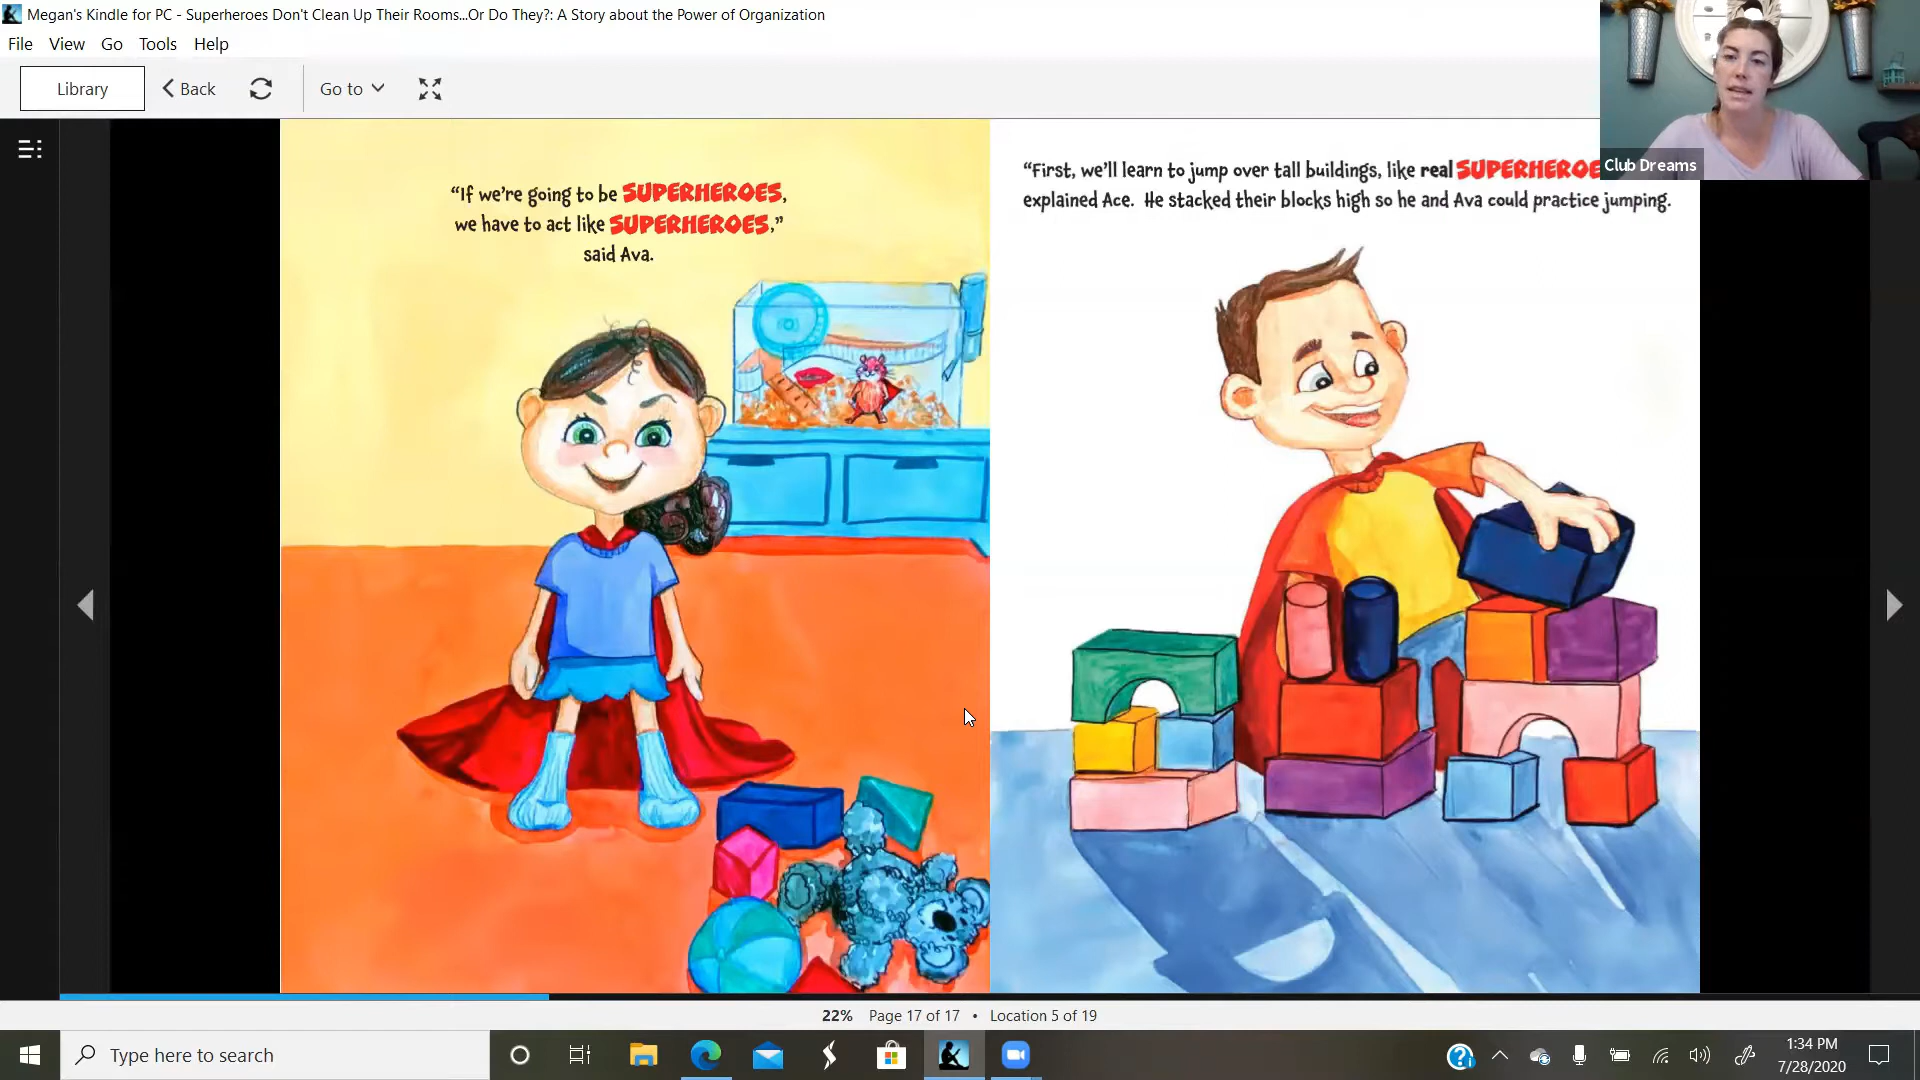 Megan's Kindle for PC - Superheroes Don't Clean Up Their Rooms...Or Do They?: A Story about the Power of Organization
File View Go Tools Help
Library Back Go to
Club Dreams
“If we’re going to be SUPERHEROES,
we have to act like SUPERHEROES,”
said Ava.
“First, we’ll learn to jump over tall buildings, like real
explained Ace. He stacked their blocks high so he and Ava could practice jumping.
22% Page 17 of 17 • Location 5 of 19
Type here to search
1:34 PM
7/28/2020